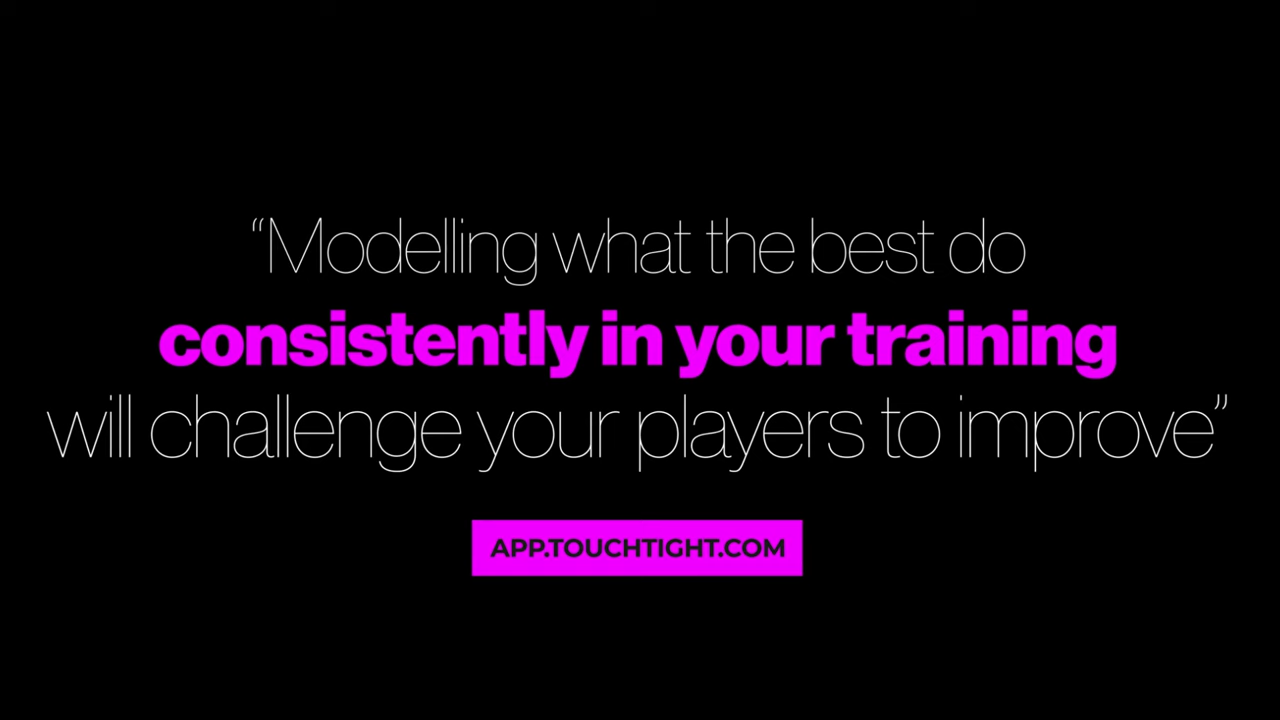 “Modelling what the best do
consistently in your training
will challenge your players to improve”
APP.TOUCHTIGHT.COM